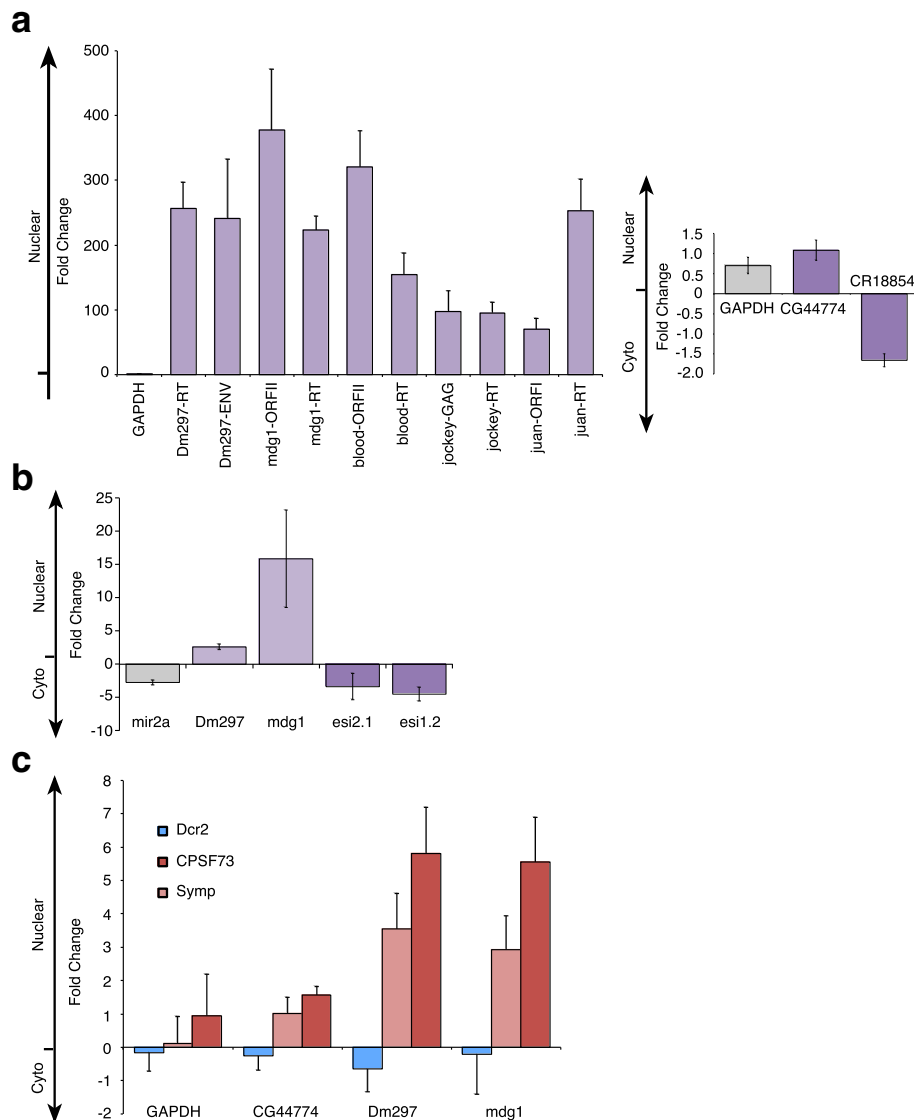 a
Nuclear
Fold Change
500
400
300
200
100
0
GAPDH
Dm297-RT
Dm297-ENV
mdg1-ORFII
mdg1-RT
blood-ORFII
blood-RT
jockey-GAG
jockey-RT
juan-ORFI
juan-RT
Nuclear
Cyto
Fold Change
1.5
1.0
0.5
0
-0.5
-1.0
-1.5
-2.0
GAPDH
CG44774
CR18854
b
Nuclear
Cyto
Fold Change
25
20
15
10
5
0
-5
-10
mir2a
Dm297
mdg1
esi2.1
esi1.2
c
Nuclear
Cyto
Fold Change
8
7
6
5
4
3
2
1
0
-1
-2
Dcr2
CPSF73
Symp
GAPDH
CG44774
Dm297
mdg1